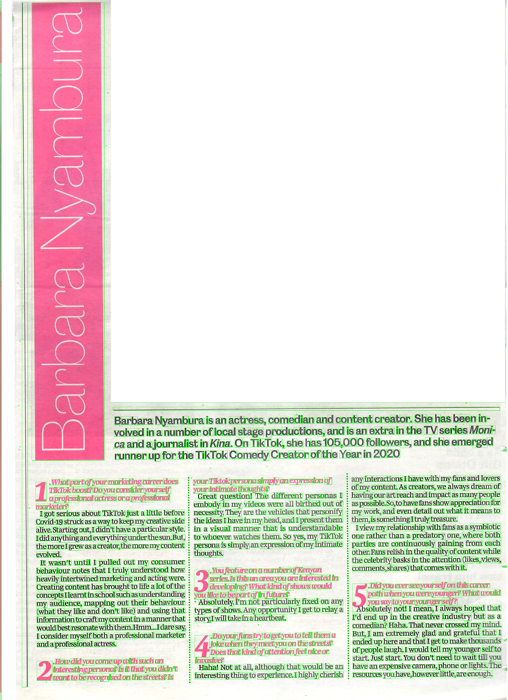 Barbara Nyambura
Barbara Nyambura is an actress, comedian and content creator. She has been in-
volved in a number of local stage productions, and is an extra in the TV series Moni-
ca and a journalist in Kina. On TikTok, she has 105,000 followers, and she emerged
runner up for the TikTok Comedy Creator of the Year in 2020
1 .What part of your marketing career does
TikTok boost? Do you consider yourself
a professional actress or a professional
marketer?
I got serious about TikTok just a little before
Covid-19 struck as a way to keep my creative side
alive. Starting out, I didn't have a particular style.
I did anything and everything under the sun. But,
the more I grew as a creator, the more my content
evolved.
It wasn't until I pulled out my consumer
behaviour notes that I truly understood how
heavily intertwined marketing and acting were.
Creating content has brought to life a lot of the
concepts I learnt in school such as understanding
my audience, mapping out their behaviour
(what they like and don't like) and using that
information to craft my content in a manner that
would best resonate with them. Hmm...I dare say,
I consider myself both a professional marketer
and a professional actress.
2 .How did you come up with such an
interesting persona? Is it that you didn't
want to be recognised on the streets? Is
your TikTok persona simply an expression of
your intimate thoughts?
Great question! The different personas I
embody in my videos were all birthed out of
necessity. They are the vehicles that personify
the ideas I have in my head, and I present them
in a visual manner that is understandable
to whoever watches them. So yes, my TikTok
persona is simply an expression of my intimate
thoughts.
3 .You feature on a number of Kenyan
series. Is this an area you are interested in
developing? What kind of shows would
you like to be part of in future?
Absolutely. I'm not particularly fixed on any
types of shows. Any opportunity I get to relay a
story, I will take in a heartbeat.
4 .Do your fans try to get you to tell them a
joke when they meet you on the streets?
Does that kind of attention feel nice or
invasive?
Haha! Not at all, although that would be an
interesting thing to experience. I highly cherish
any interactions I have with my fans and lovers
of my content. As creators, we always dream of
having our art reach and impact as many people
as possible. So, to have fans show appreciation for
my work, and even detail out what it means to
them, is something I truly treasure.
I view my relationship with fans as a symbiotic
one rather than a predatory one, where both
parties are continuously gaining from each
other. Fans relish in the quality of content while
the celebrity basks in the attention (likes, views,
comments, shares) that comes with it.
5 .Did you ever see yourself on this career
path when you were younger? What would
you say to your younger self?
Absolutely not! I mean, I always hoped that
I'd end up in the creative industry but as a
comedian? Haha. That never crossed my mind.
But, I am extremely glad and grateful that I
ended up here and that I get to make thousands
of people laugh. I would tell my younger self to
start. Just start. You don't need to wait till you
have an expensive camera, phone or lights. The
resources you have, however little, are enough.